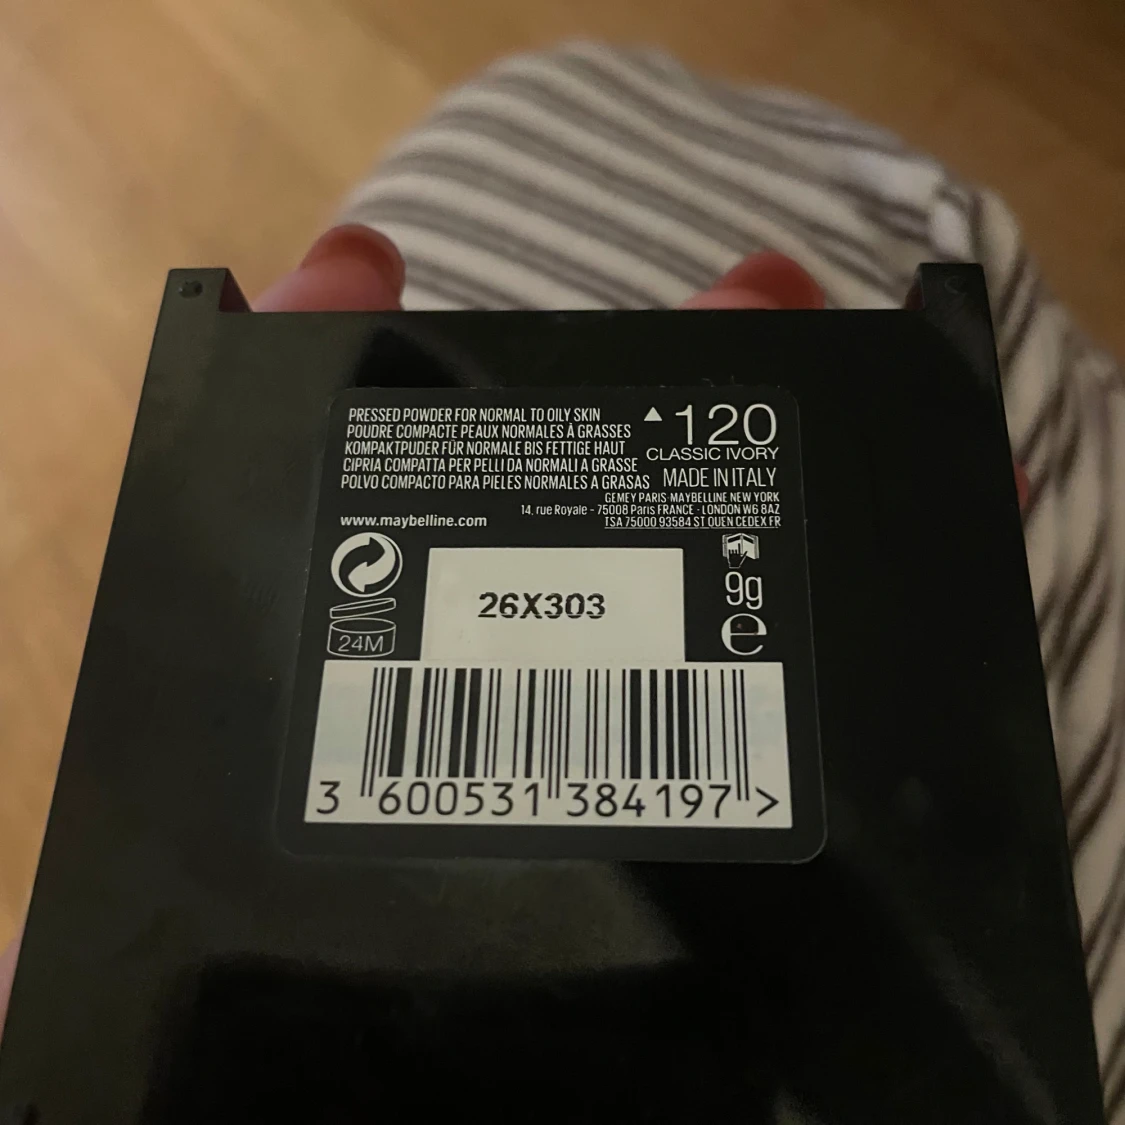 PRESSED POWDER FOR NORMAL TO OILY SKIN
POUDRE COMPACTE PEAUX NORMALES À GRASSES
KOMPAKTPUDER FÜR NORMALE BIS FETTIGE HAUT
CIPRIA COMPATTA PER PELLI DA NORMALI A GRASSE
POLVO COMPACTO PARA PIELES NORMALES A GRASAS
120
CLASSIC IVORY
MADE IN ITALY
GEMEY PARIS·MAYBELLINE NEW YORK
14, rue Royale - 75008 Paris FRANCE · LONDON W6 8AZ
TSA 75000 93584 ST OUEN CEDEX FR
www.maybelline.com
26X303
9g
e
24M
3 600531 384197 >